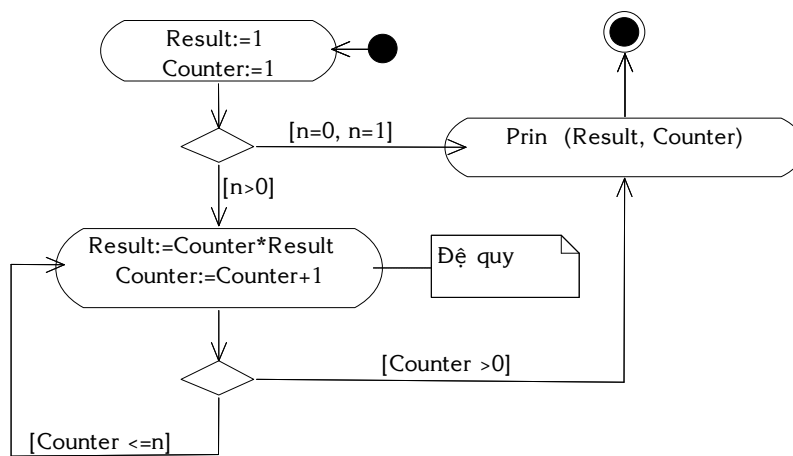 Result:=1
Counter:=1
[n=0, n=1]
Prin (Result, Counter)
[n>0]
Result:=Counter*Result
Counter:=Counter+1
Đệ quy
[Counter >0]
[Counter <=n]